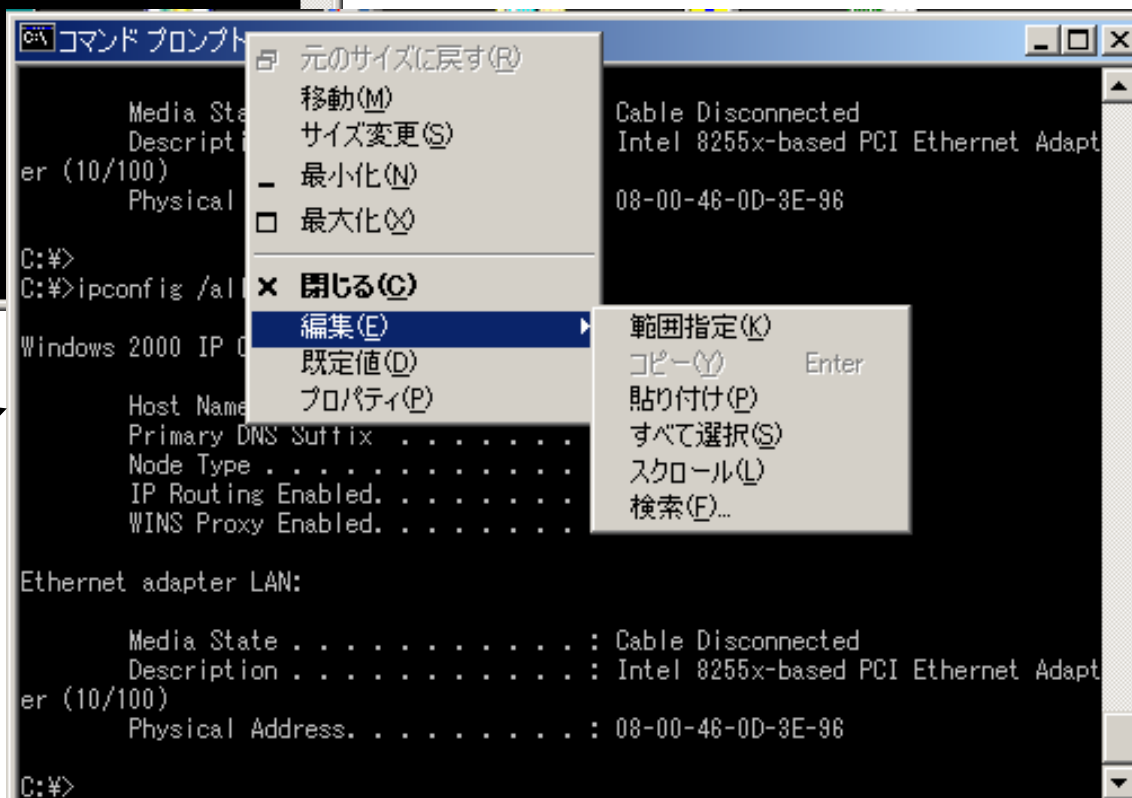 コマンド プロンプト
Media Sta
Cable Disconnected
Descripti
Intel 8255x-based PCI Ethernet Adapt
er (10/100)
Physical
08-00-46-0D-3E-96
C:¥>
C:¥>ipconfig /all
Windows 2000 IP
Host Name
Primary DNS Suffix . . . . . . .
Node Type . . . . . . . . . . . .
IP Routing Enabled. . . . . . . .
WINS Proxy Enabled. . . . . . . .
Ethernet adapter LAN:
Media State . . . . . . . . . . . : Cable Disconnected
Description . . . . . . . . . . . : Intel 8255x-based PCI Ethernet Adapt
er (10/100)
Physical Address. . . . . . . . . : 08-00-46-0D-3E-96
C:¥>
元のサイズに戻す(R)
移動(M)
サイズ変更(S)
最小化(N)
最大化(X)
閉じる(C)
編集(E)
既定値(D)
プロパティ(P)
範囲指定(K)
コピー(Y) Enter
貼り付け(P)
すべて選択(S)
スクロール(L)
検索(F)...